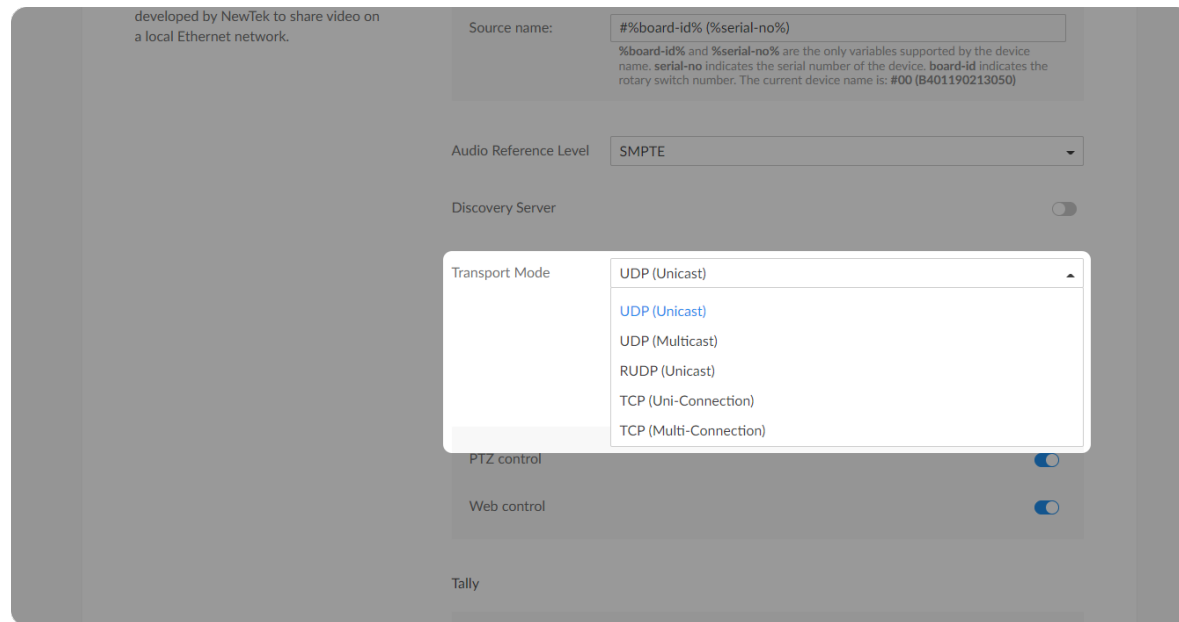 developed by NewTek to share video on
a local Ethernet network.
Source name:
#%board-id% (%serial-no%)
%board-id% and %serial-no% are the only variables supported by the device
name. serial-no indicates the serial number of the device. board-id indicates the
rotary switch number. The current device name is: #00 (B401190213050)
Audio Reference Level
SMPTE
Discovery Server
Transport Mode
UDP (Unicast)
UDP (Unicast)
UDP (Multicast)
RUDP (Unicast)
TCP (Uni-Connection)
TCP (Multi-Connection)
PTZ control
Web control
Tally